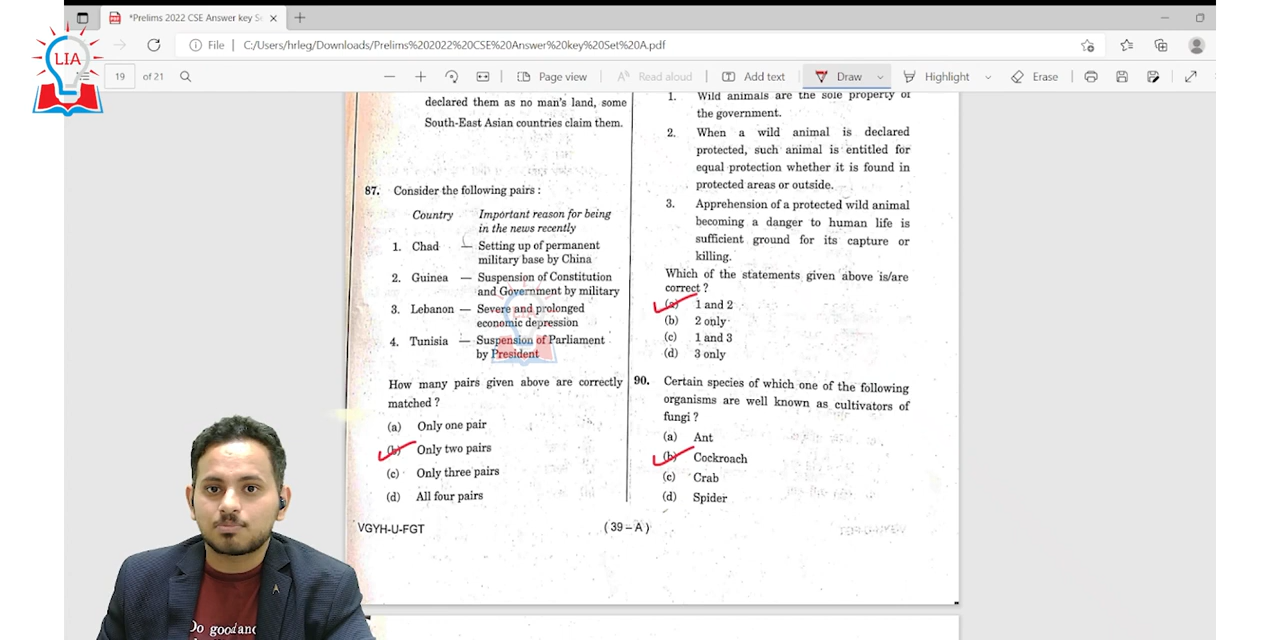 *Prelims 2022 CSE Answer key Se
LIA
File | C:/Users/hrleg/Downloads/Prelims%202022%20CSE%20Answer%20key%20Set%20A.pdf
19 of 21
Page view
Read aloud
Add text
Draw
Highlight
Erase
declared them as no man's land, some
South-East Asian countries claim them.
87. Consider the following pairs :
Country Important reason for being
in the news recently
1. Chad — Setting up of permanent
military base by China
2. Guinea — Suspension of Constitution
and Government by military
3. Lebanon — Severe and prolonged
economic depression
4. Tunisia — Suspension of Parliament
by President
How many pairs given above are correctly
matched ?
(a) Only one pair
(b) Only two pairs
(c) Only three pairs
(d) All four pairs
VGYH-U-FGT
1. Wild animals are the sole property of
the government.
2. When a wild animal is declared
protected, such animal is entitled for
equal protection whether it is found in
protected areas or outside.
3. Apprehension of a protected wild animal
becoming a danger to human life is
sufficient ground for its capture or
killing.
Which of the statements given above is/are
correct ?
(a) 1 and 2
(b) 2 only
(c) 1 and 3
(d) 3 only
90. Certain species of which one of the following
organisms are well known as cultivators of
fungi ?
(a) Ant
(b) Cockroach
(c) Crab
(d) Spider
( 39 – A )
Do good and